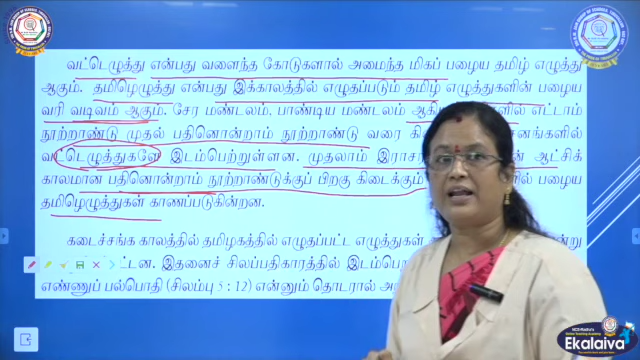 வட்டெழுத்து என்பது வளைந்த கோடுகளால் அமைந்த மிகப் பழைய தமிழ் எழுத்து
ஆகும். தமிழெழுத்து என்பது இக்காலத்தில் எழுதப்படும் தமிழ் எழுத்துகளின் பழைய
வரி வடிவம் ஆகும். சேர மண்டலம், பாண்டிய மண்டலம் எட்டாம்
நூற்றாண்டு முதல் பதினொன்றாம் நூற்றாண்டு வரை
வட்டெழுத்துகளே இடம்பெற்றுள்ளன. முதலாம் ஆட்சிக்
காலமான பதினொன்றாம் நூற்றாண்டுக்குப் பிறகு கிடைக்கும் பழைய
தமிழெழுத்துகள் காணப்படுகின்றன.
கடைச்சங்க காலத்தில் தமிழகத்தில் எழுதப்பட்ட எழுத்துகள்
இதனைச் சிலப்பதிகாரத்தில்
எண்ணுப் பல்பொதி (சிலம்பு 5 : 12) என்னும் தொடரால்
Ekalaiva